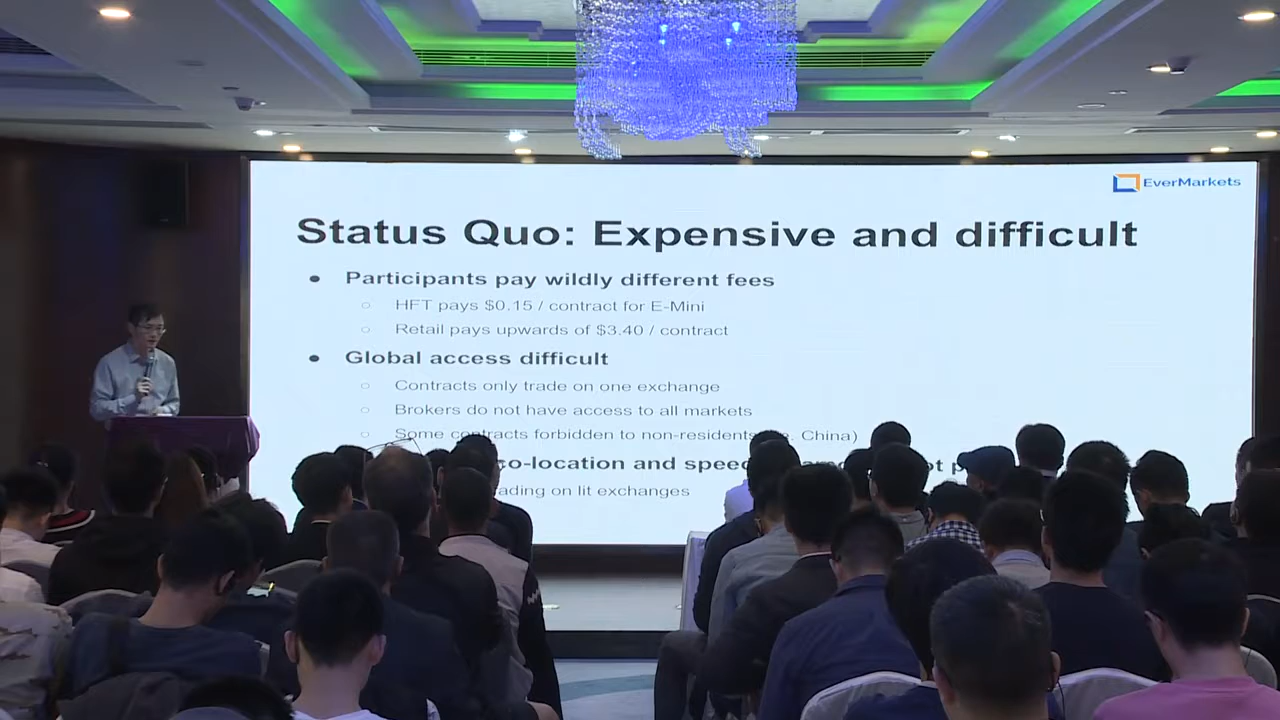 EverMarkets
Status Quo: Expensive and difficult
● Participants pay wildly different fees
○ HFT pays $0.15 / contract for E-Mini
○ Retail pays upwards of $3.40 / contract
● Global access difficult
○ Contracts only trade on one exchange
○ Brokers do not have access to all markets
○ Some contracts forbidden to non-residents China)
co-location and
on lit exchanges